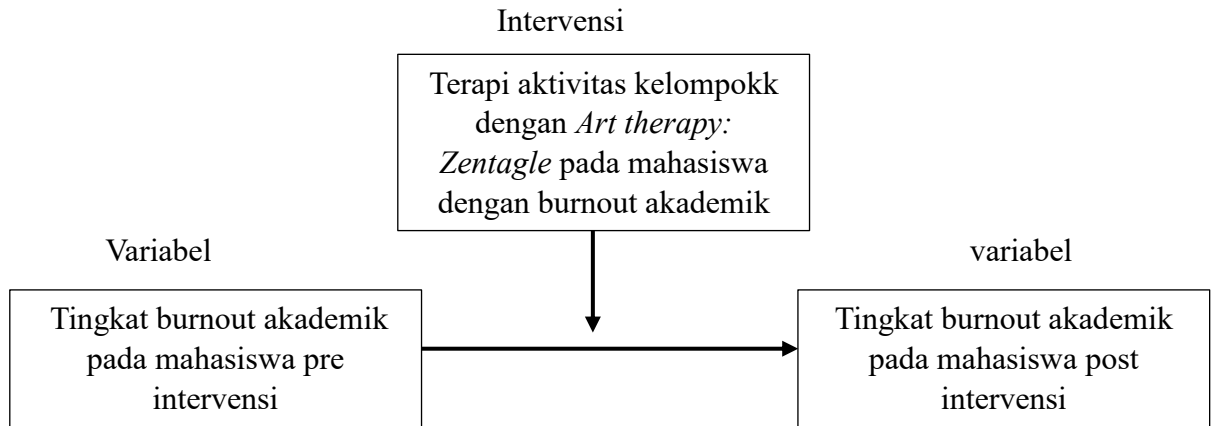 Intervensi
Terapi aktivitas kelompokk
dengan Art therapy:
Zentagle pada mahasiswa
dengan burnout akademik
Variabel
variabel
Tingkat burnout akademik
pada mahasiswa pre
intervensi
Tingkat burnout akademik
pada mahasiswa post
intervensi